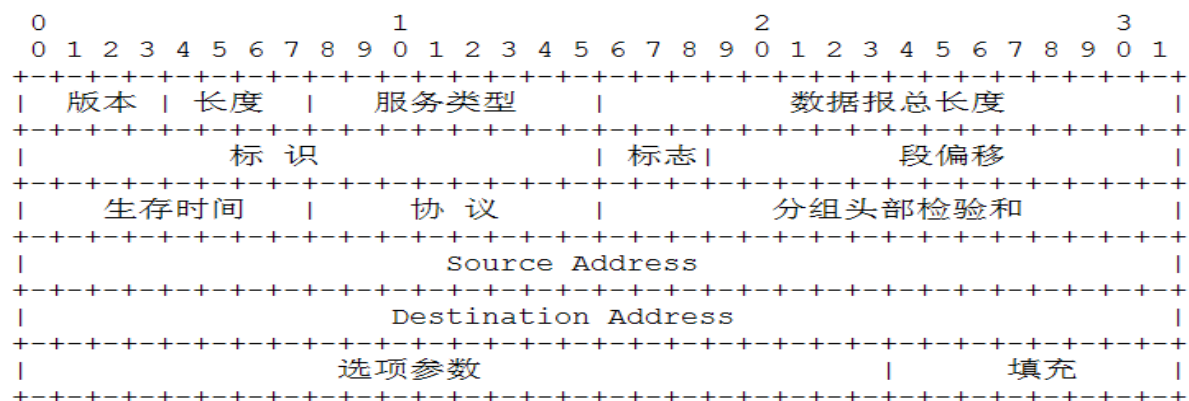 0 1 2 3
0 1 2 3 4 5 6 7 8 9 0 1 2 3 4 5 6 7 8 9 0 1 2 3 4 5 6 7 8 9 0 1
+-+-+-+-+-+-+-+-+-+-+-+-+-+-+-+-+-+-+-+-+-+-+-+-+-+-+-+-+-+-+-+-+
| 版本 | 长度 | 服务类型 | 数据报总长度 |
+-+-+-+-+-+-+-+-+-+-+-+-+-+-+-+-+-+-+-+-+-+-+-+-+-+-+-+-+-+-+-+-+
| 标 识 | 标志| 段偏移 |
+-+-+-+-+-+-+-+-+-+-+-+-+-+-+-+-+-+-+-+-+-+-+-+-+-+-+-+-+-+-+-+-+
| 生存时间 | 协 议 | 分组头部检验和 |
+-+-+-+-+-+-+-+-+-+-+-+-+-+-+-+-+-+-+-+-+-+-+-+-+-+-+-+-+-+-+-+-+
| Source Address |
+-+-+-+-+-+-+-+-+-+-+-+-+-+-+-+-+-+-+-+-+-+-+-+-+-+-+-+-+-+-+-+-+
| Destination Address |
+-+-+-+-+-+-+-+-+-+-+-+-+-+-+-+-+-+-+-+-+-+-+-+-+-+-+-+-+-+-+-+-+
| 选项参数 | 填充 |
+-+-+-+-+-+-+-+-+-+-+-+-+-+-+-+-+-+-+-+-+-+-+-+-+-+-+-+-+-+-+-+-+